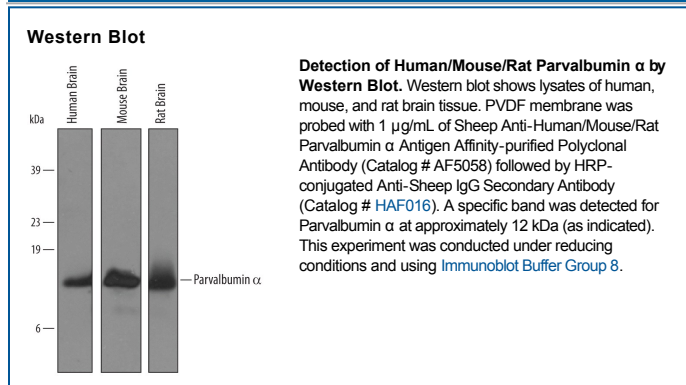 Western Blot
Human Brain
Mouse Brain
Rat Brain
kDa
39
23
19
Parvalbumin α
6
Detection of Human/Mouse/Rat Parvalbumin α by
Western Blot. Western blot shows lysates of human,
mouse, and rat brain tissue. PVDF membrane was
probed with 1 µg/mL of Sheep Anti-Human/Mouse/Rat
Parvalbumin α Antigen Affinity-purified Polyclonal
Antibody (Catalog # AF5058) followed by HRP-
conjugated Anti-Sheep IgG Secondary Antibody
(Catalog # HAF016). A specific band was detected for
Parvalbumin α at approximately 12 kDa (as indicated).
This experiment was conducted under reducing
conditions and using Immunoblot Buffer Group 8.